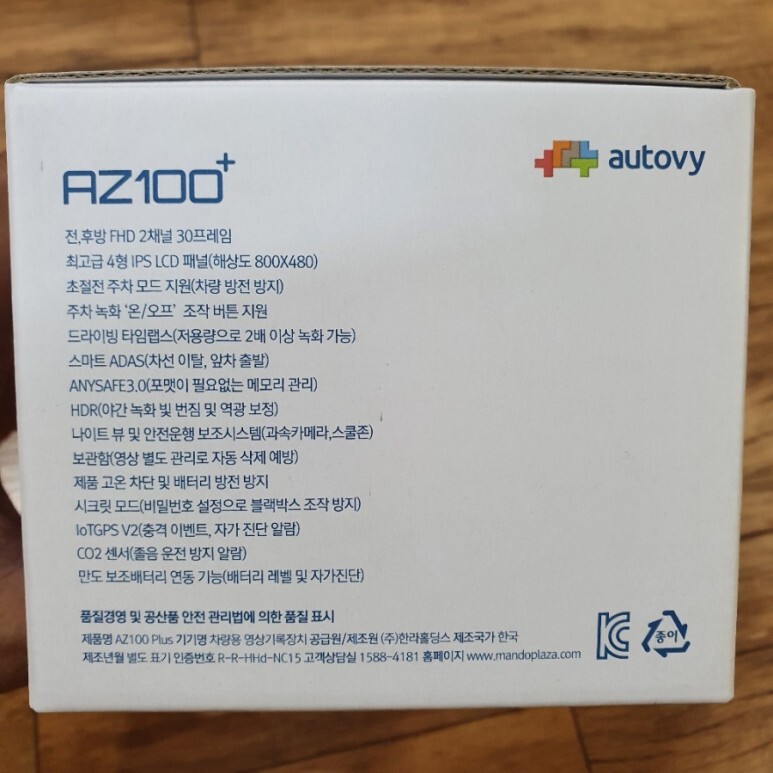 AZ100+
autovy
전,후방 FHD 2채널 30프레임
최고급 4형 IPS LCD 패널(해상도 800X480)
초절전 주차 모드 지원(차량 방전 방지)
주차 녹화 ‘온/오프’ 조작 버튼 지원
드라이빙 타임랩스(저용량으로 2배 이상 녹화 가능)
스마트 ADAS(차선 이탈, 앞차 출발)
ANYSAFE3.0(포맷이 필요없는 메모리 관리)
HDR(야간 녹화 빛 번짐 및 역광 보정)
나이트 뷰 및 안전운행 보조시스템(과속카메라,스쿨존)
보관함(영상 별도 관리로 자동 삭제 예방)
제품 고온 차단 및 배터리 방전 방지
시크릿 모드(비밀번호 설정으로 블랙박스 조작 방지)
IoTGPS V2(충격 이벤트, 자가 진단 알람)
CO2 센서(졸음 운전 방지 알람)
만도 보조배터리 연동 기능(배터리 레벨 및 자가진단)
품질경영 및 공산품 안전 관리법에 의한 품질 표시
제품명 AZ100 Plus 기기명 차량용 영상기록장치 공급원/제조원 (주)한라홀딩스 제조국가 한국
제조년월 별도 표기 인증번호 R-R-HHd-NC15 고객상담실 1588-4181 홈페이지 www.mandoplaza.com
KC
종이